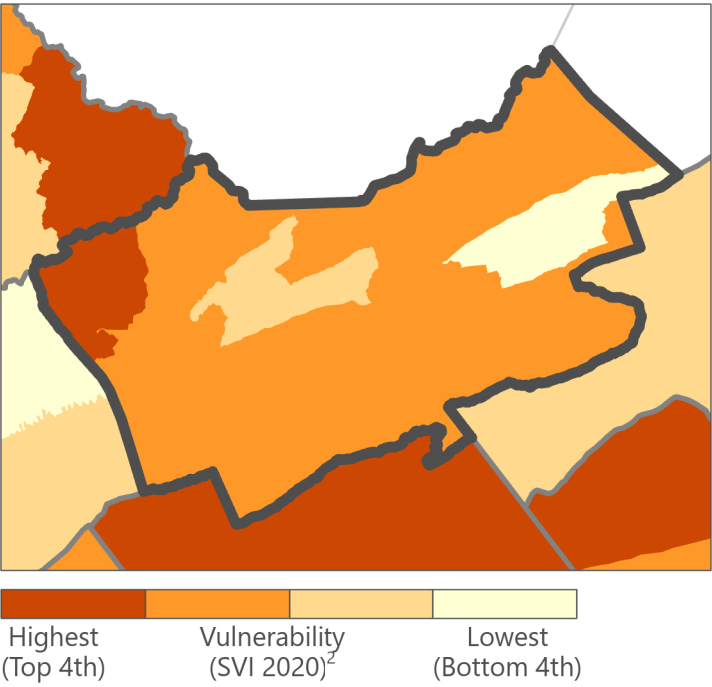 Highest Vulnerability Lowest
(Top 4th) (SVI 2020)² (Bottom 4th)